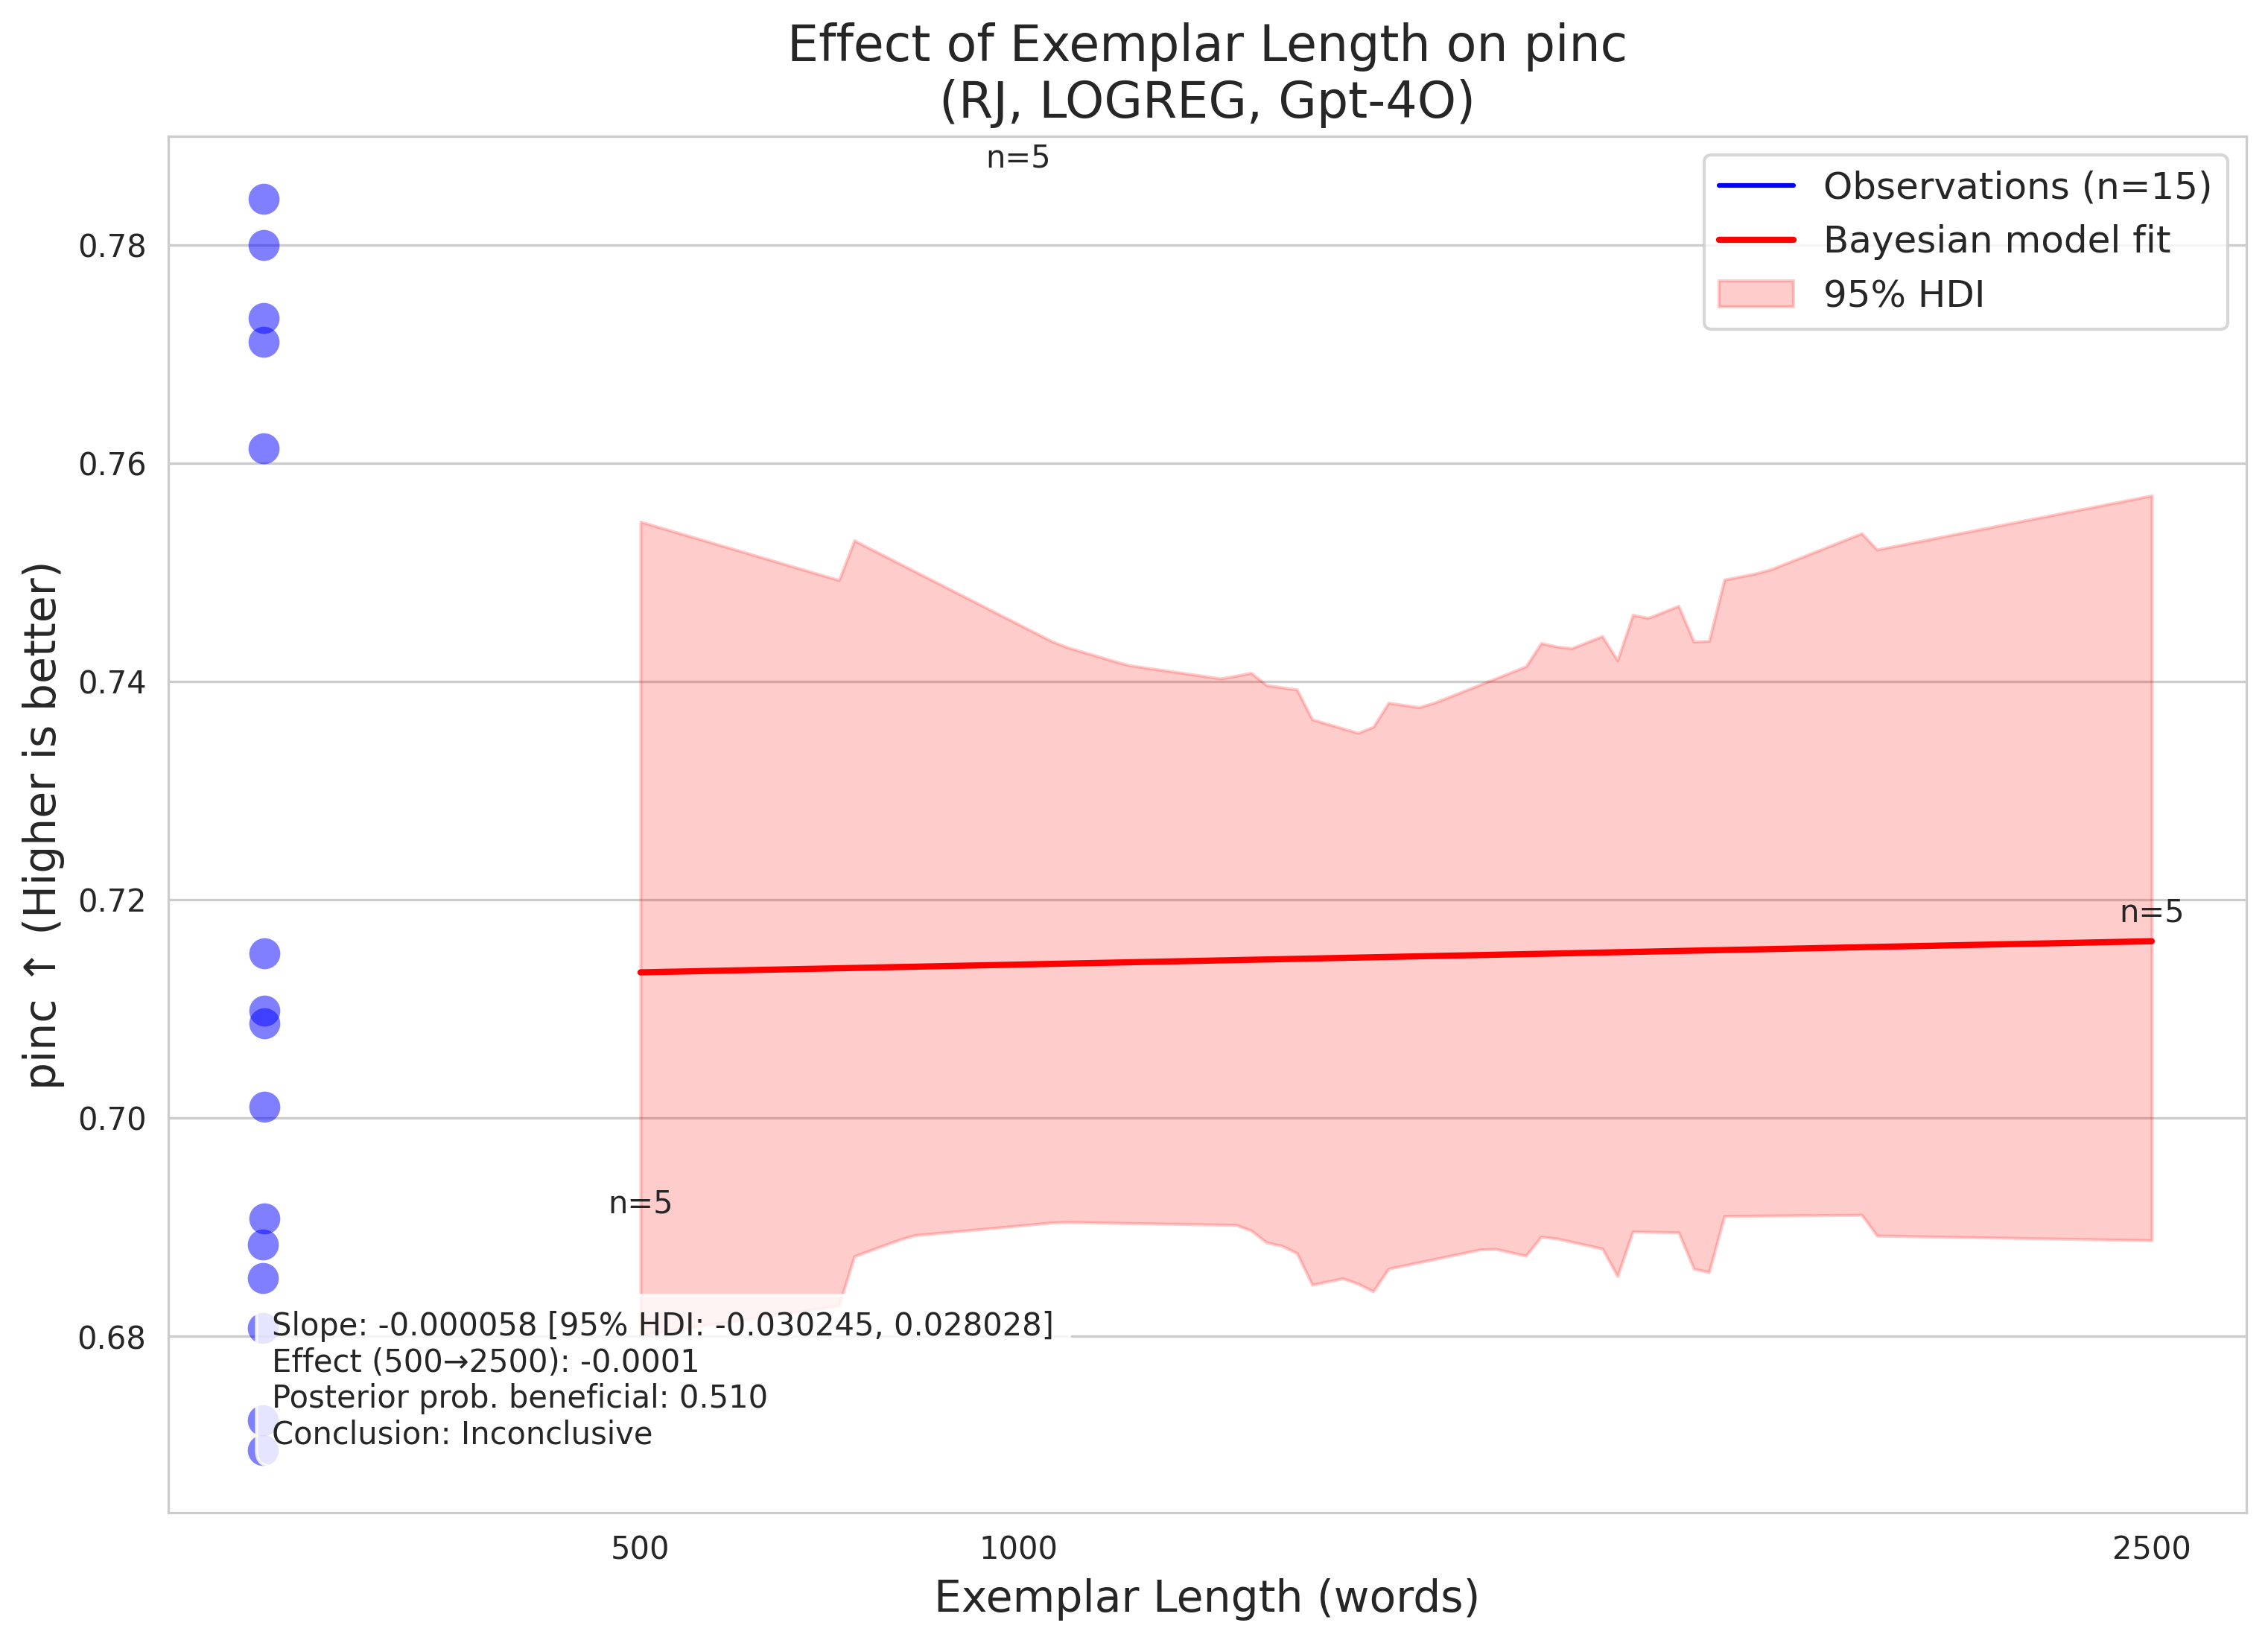 Effect of Exemplar Length on pinc
(RJ, LOGREG, Gpt-4O)
n=5
Observations (n=15)
Bayesian model fit
95% HDI
pinc ↑ (Higher is better)
0.78
0.76
0.74
0.72
0.70
0.68
n=5
n=5
Slope: -0.000058 [95% HDI: -0.030245, 0.028028]
Effect (500→2500): -0.0001
Posterior prob. beneficial: 0.510
Conclusion: Inconclusive
500
1000
2500
Exemplar Length (words)